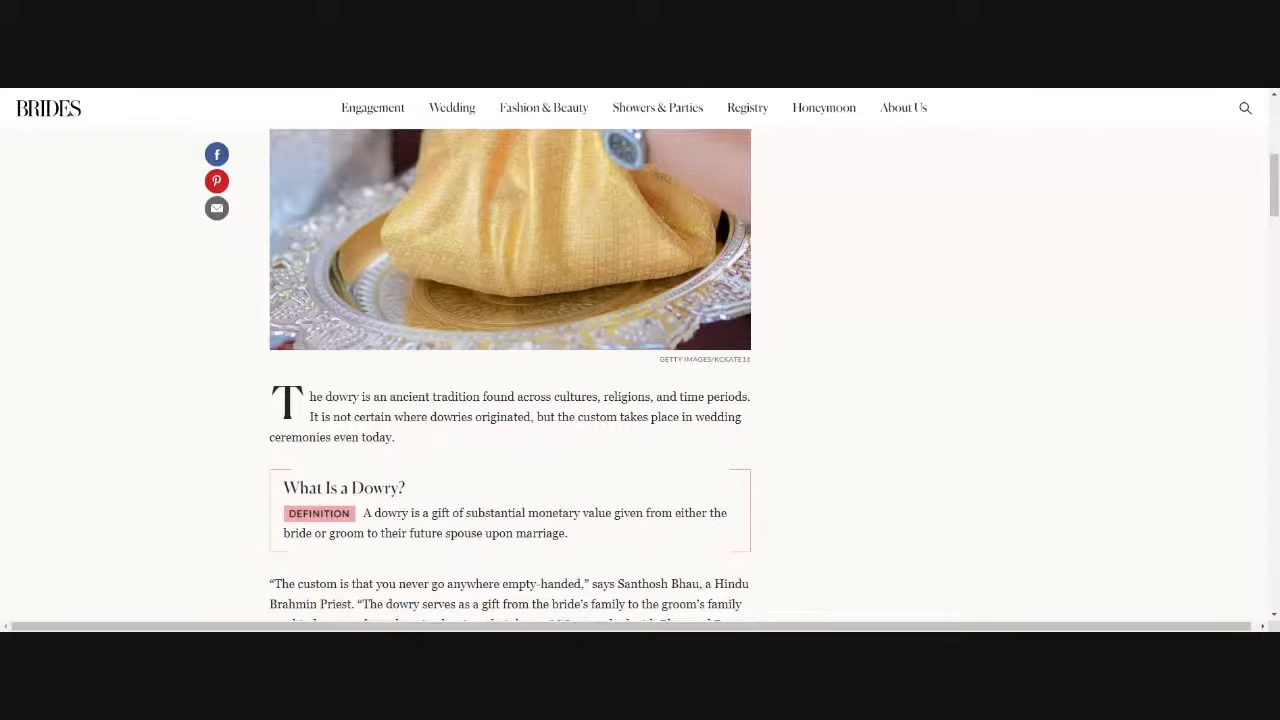 BRIDES
Engagement
Wedding
Fashion & Beauty
Showers & Parties
Registry
Honeymoon
About Us
GETTY IMAGES/KCKATE16
The dowry is an ancient tradition found across cultures, religions, and time periods.
It is not certain where dowries originated, but the custom takes place in wedding
ceremonies even today.
What Is a Dowry?
DEFINITION A dowry is a gift of substantial monetary value given from either the
bride or groom to their future spouse upon marriage.
“The custom is that you never go anywhere empty-handed,” says Santhosh Bhau, a Hindu
Brahmin Priest. “The dowry serves as a gift from the bride’s family to the groom’s family